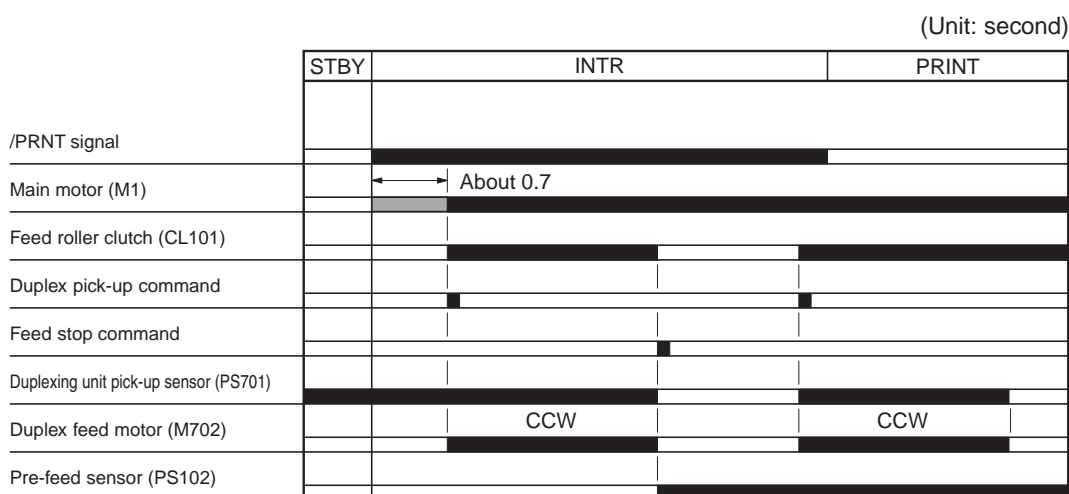 (Unit: second)
STBY INTR PRINT
/PRNT signal
Main motor (M1) About 0.7
Feed roller clutch (CL101)
Duplex pick-up command
Feed stop command
Duplexing unit pick-up sensor (PS701)
Duplex feed motor (M702) CCW CCW
Pre-feed sensor (PS102)